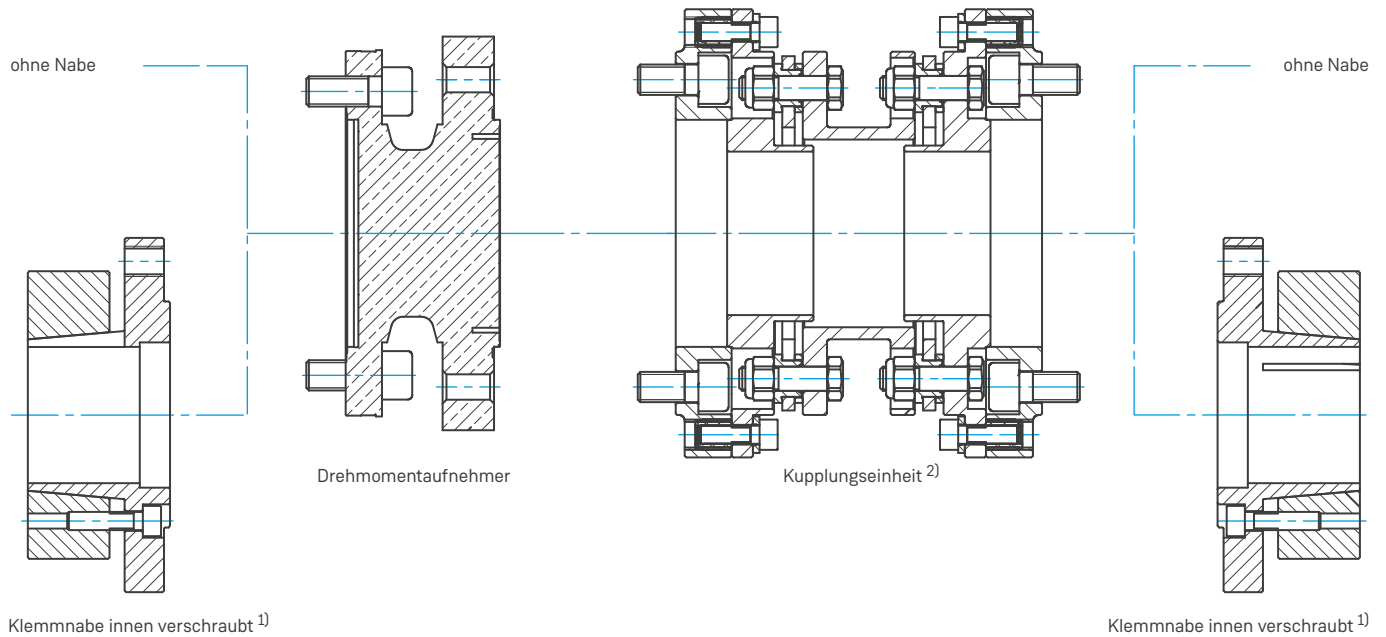 ohne Nabe
ohne Nabe
Drehmomentaufnehmer
Kupplungseinheit 2)
Klemmnabe innen verschraubt 1)
Klemmnabe innen verschraubt 1)